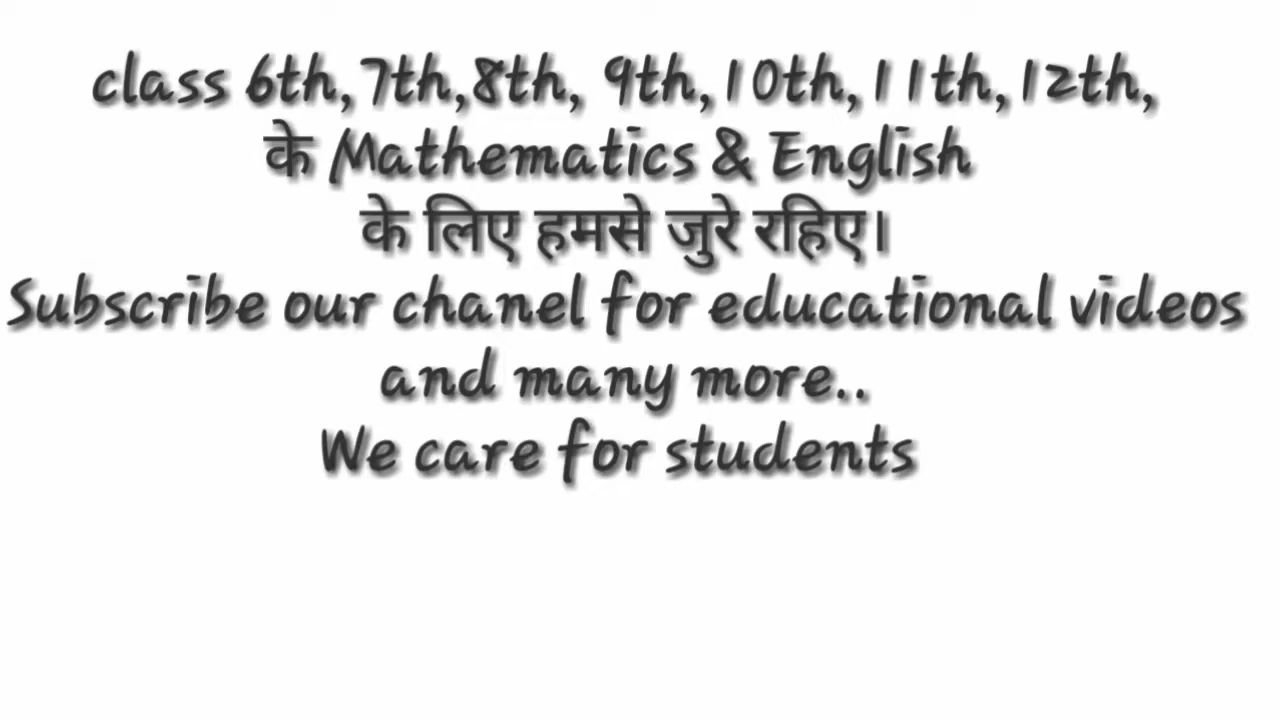 class 6th,7th,8th, 9th,10th,11th,12th,
के Mathematics & English
के लिए हमसे जुरे रहिए।
Subscribe our chanel for educational videos
and many more..
We care for students